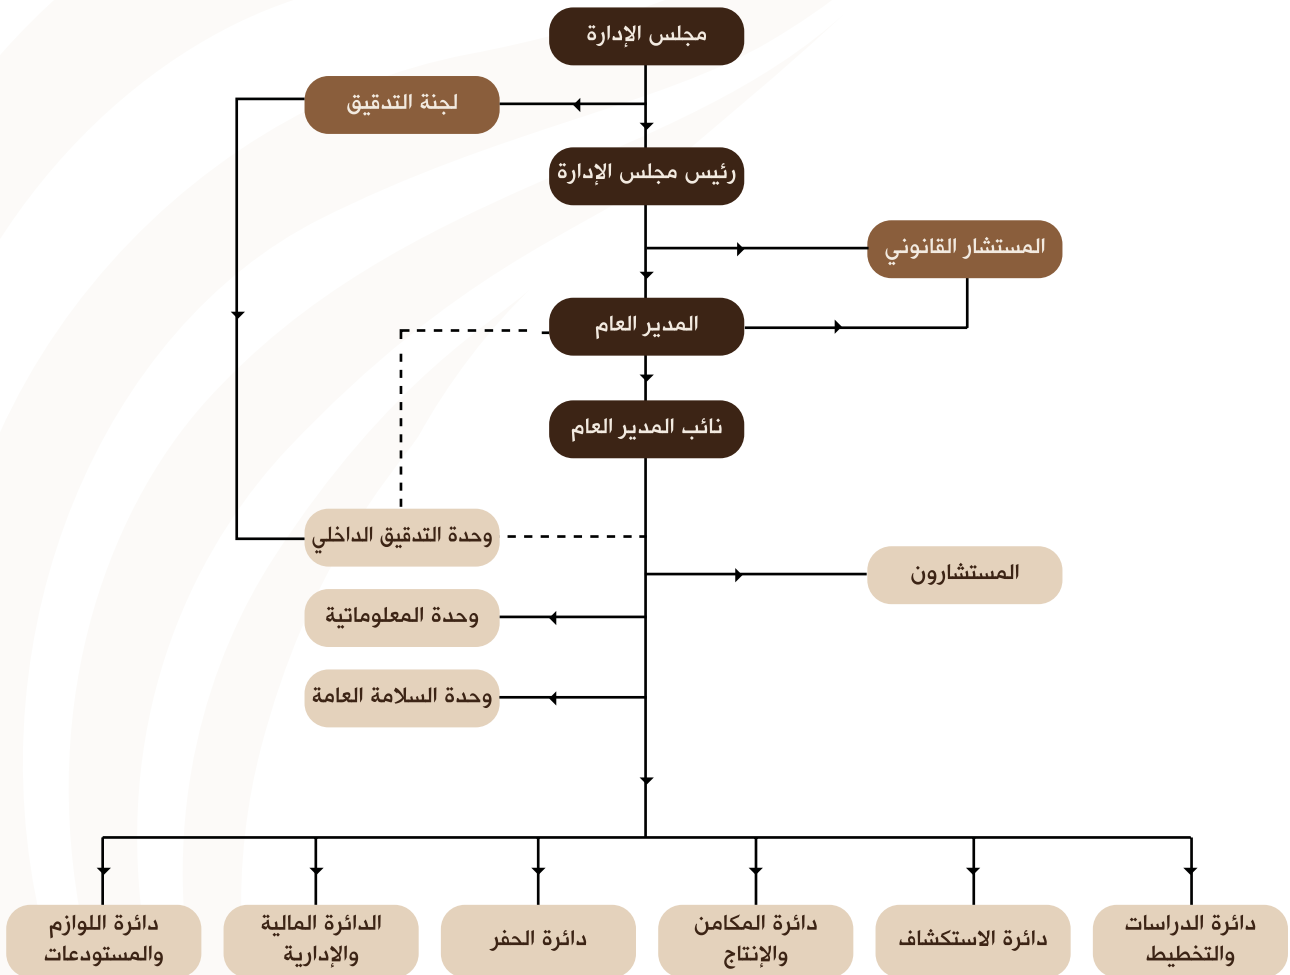 مجلس الإدارة
لجنة التدقيق
رئيس مجلس الإدارة
المستشار القانوني
المدير العام
نائب المدير العام
وحدة التدقيق الداخلي
المستشارون
وحدة المعلوماتية
وحدة السلامة العامة
دائرة الدراسات
والتخطيط
دائرة الاستكشاف
دائرة المكامن
والإنتاج
دائرة الحفر
الدائرة المالية
والإدارية
دائرة اللوازم
والمستودعات